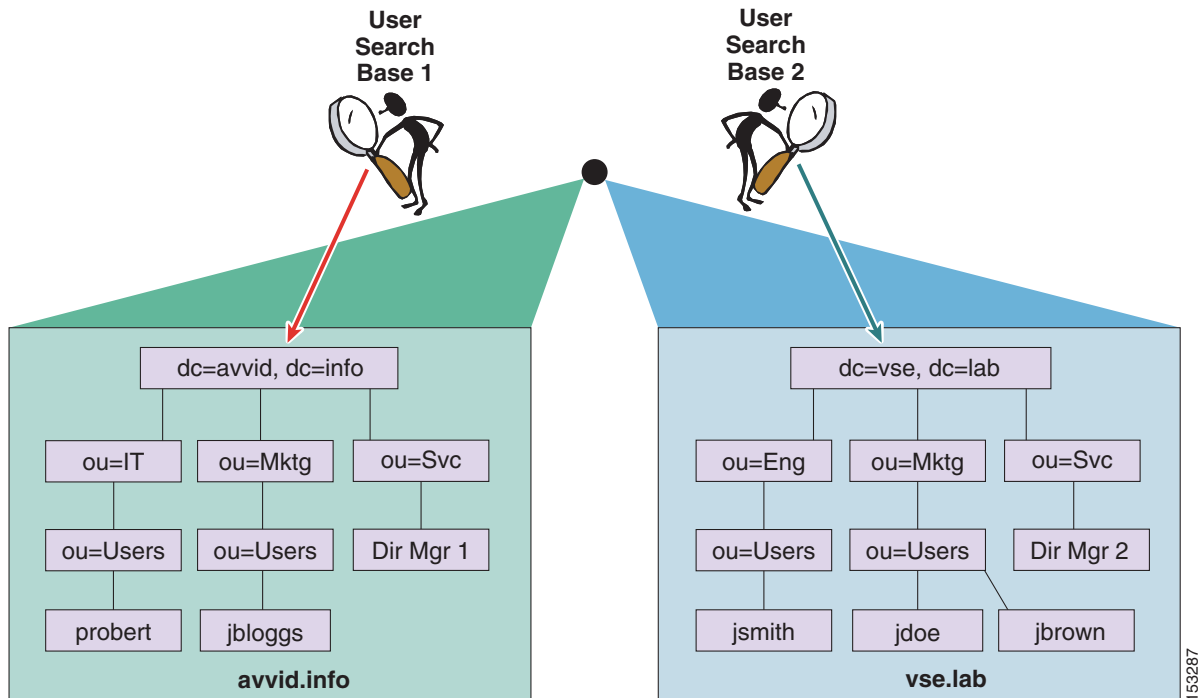 User
Search
Base 1
User
Search
Base 2
dc=avvid, dc=info
ou=IT
ou=Mktg
ou=Svc
ou=Users
ou=Users
Dir Mgr 1
probert
jbloggs
avvid.info
dc=vse, dc=lab
ou=Eng
ou=Mktg
ou=Svc
ou=Users
ou=Users
Dir Mgr 2
jsmith
jdoe
jbrown
vse.lab
153287